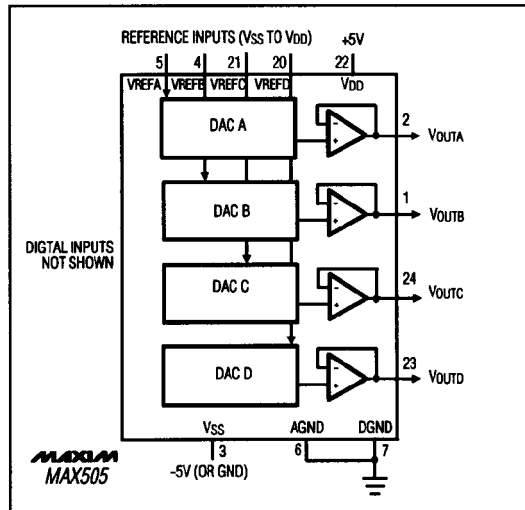 REFERENCE INPUTS (VSS TO VDD) +5V
5 4 21 20 22
VREFA VREFB VREFC VREFD VDD
DAC A
2
VOUTA
DAC B
1
VOUTB
DIGTAL INPUTS
NOT SHOWN
DAC C
24
VOUTC
DAC D
23
VOUTD
VSS AGND DGND
3 6 7
-5V (OR GND)
MAXIM
MAX505